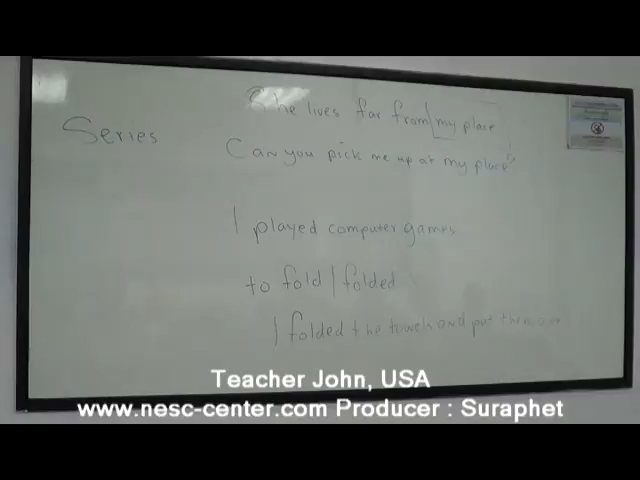 She lives far from my place
Series
Can you pick me up at my place?
I played computer games
to fold / folded
I folded the towels and put them
Teacher John, USA
www.nesc-center.com Producer : Suraphet